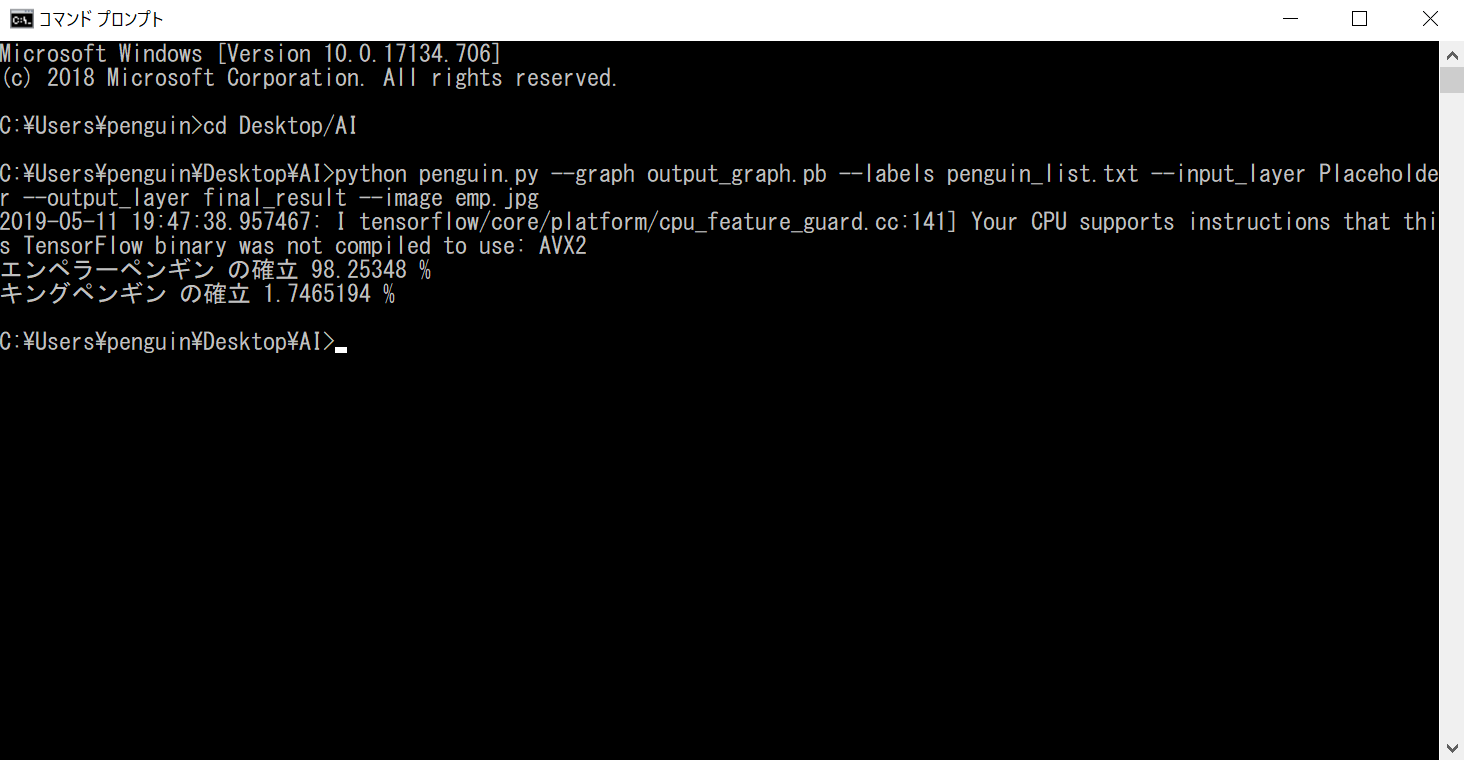 コマンド プロンプト
Microsoft Windows [Version 10.0.17134.706]
(c) 2018 Microsoft Corporation. All rights reserved.
C:¥Users¥penguin>cd Desktop/AI
C:¥Users¥penguin¥Desktop¥AI>python penguin.py --graph output_graph.pb --labels penguin_list.txt --input_layer Placeholde
r --output_layer final_result --image emp.jpg
2019-05-11 19:47:38.957467: I tensorflow/core/platform/cpu_feature_guard.cc:141] Your CPU supports instructions that thi
s TensorFlow binary was not compiled to use: AVX2
エンペラーペンギン の確立 98.25348 %
キングペンギン の確立 1.7465194 %
C:¥Users¥penguin¥Desktop¥AI>